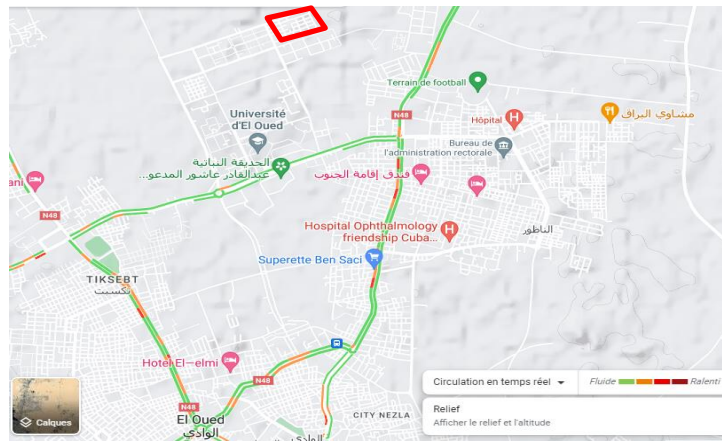 Terrain de football
N48
Hôpital
مشاوي البراق
Université
d'El Oued
Bureau de
l'administration rectorale
الحديقة النباتية
عبدالقادر عاشور المدعو...
فندق إقامة الجنوب
ani
N48
Hospital Ophthalmology
friendship Cuba...
الناظور
Superette Ben Saci
TIKSEBT
تكسبت
Hotel El-elmi
N48
Circulation en temps réel
Fluide
Ralenti
N48
El Oued
الوادي
CITY NEZLA
Relief
Afficher le relief et l'altitude
Calques
الوادي